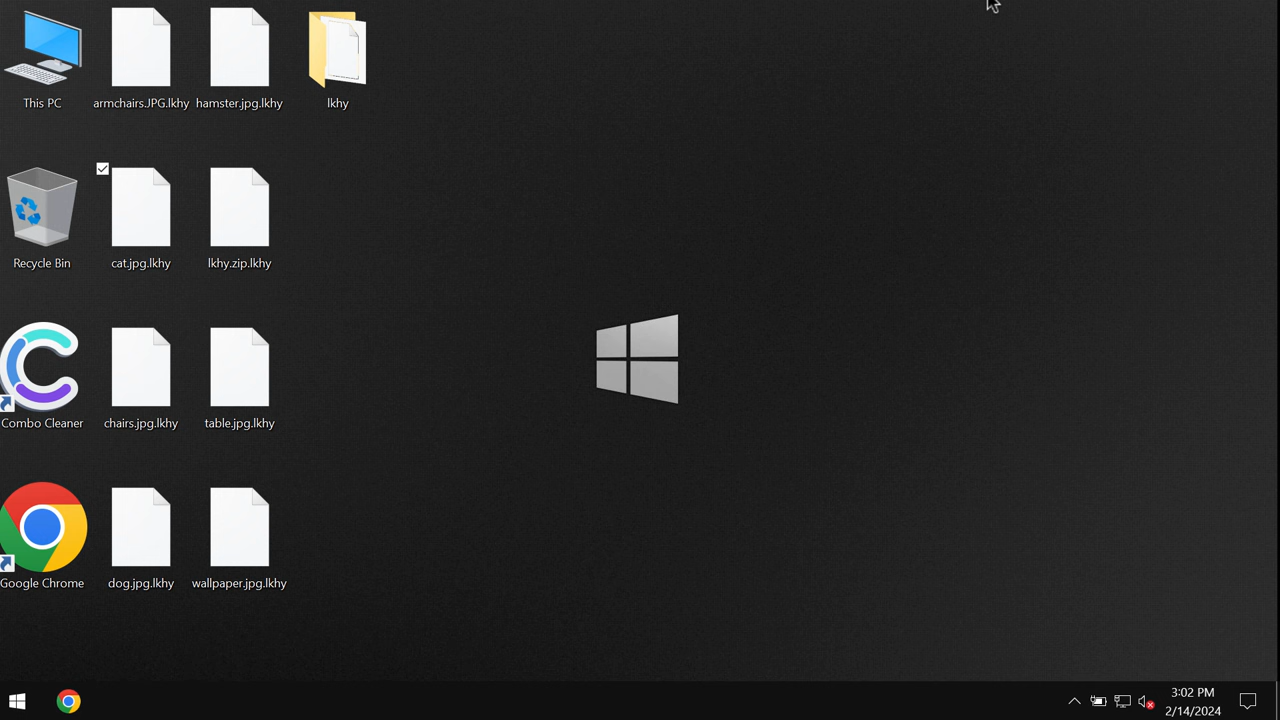 This PC
armchairs.JPG.lkhy
hamster.jpg.lkhy
lkhy
Recycle Bin
cat.jpg.lkhy
lkhy.zip.lkhy
Combo Cleaner
chairs.jpg.lkhy
table.jpg.lkhy
Google Chrome
dog.jpg.lkhy
wallpaper.jpg.lkhy
3:02 PM
2/14/2024